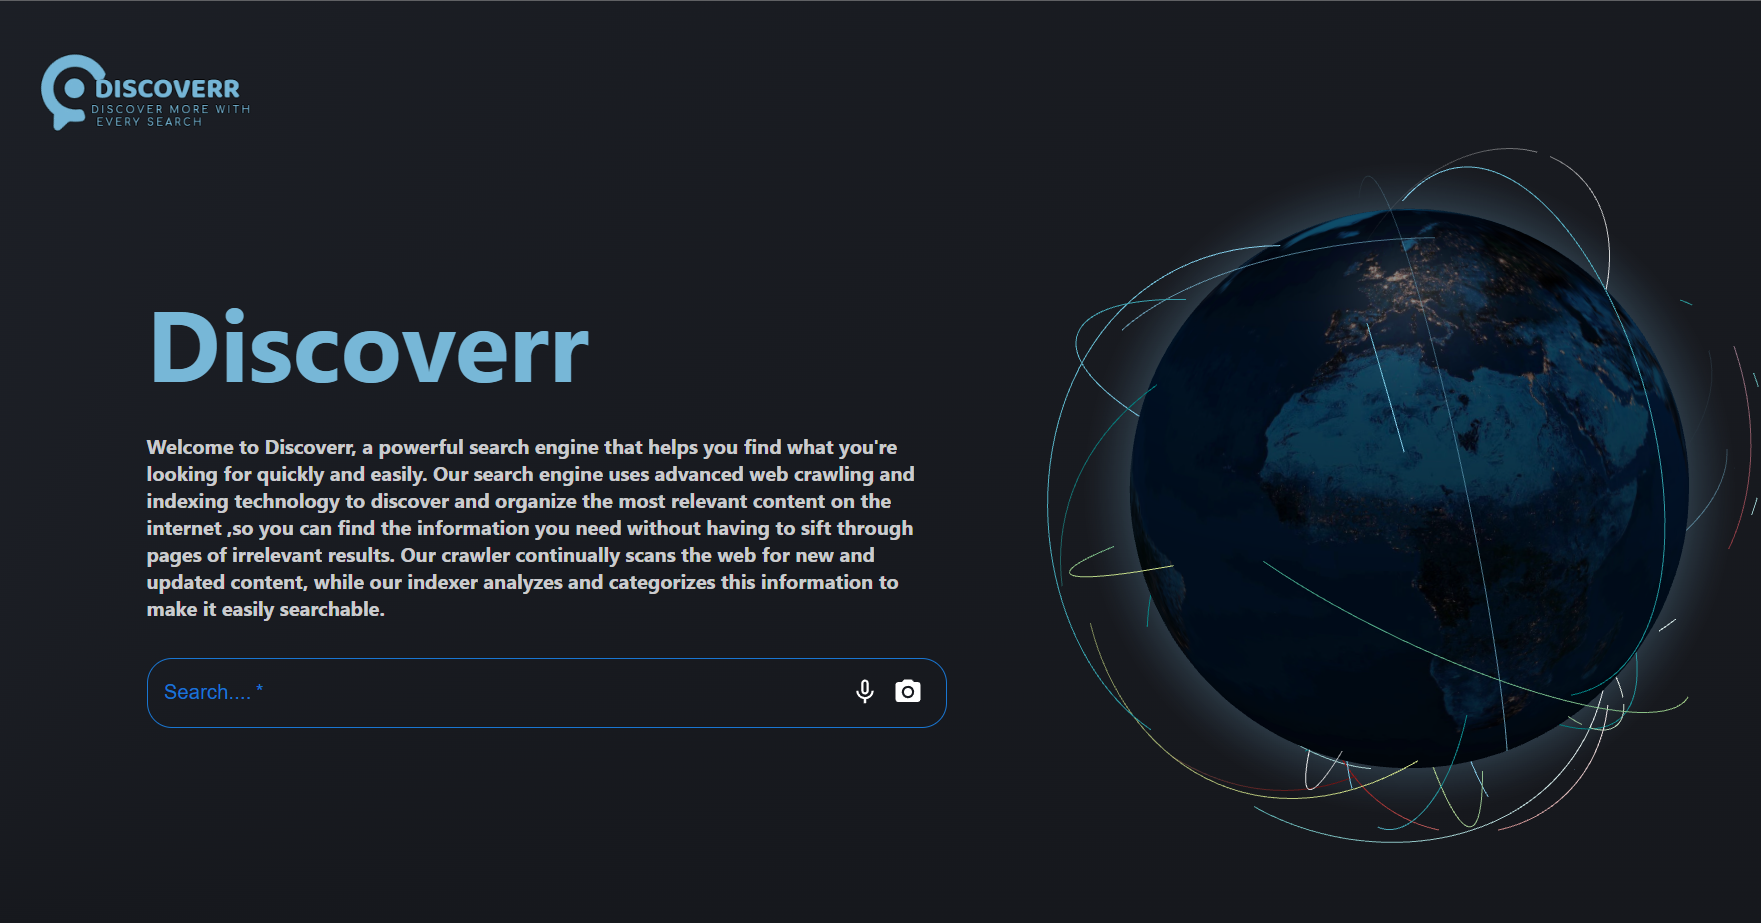 DISCOVERR
DISCOVER MORE WITH
EVERY SEARCH
Discoverr
Welcome to Discoverr, a powerful search engine that helps you find what you're
looking for quickly and easily. Our search engine uses advanced web crawling and
indexing technology to discover and organize the most relevant content on the
internet ,so you can find the information you need without having to sift through
pages of irrelevant results. Our crawler continually scans the web for new and
updated content, while our indexer analyzes and categorizes this information to
make it easily searchable.
Search.... *